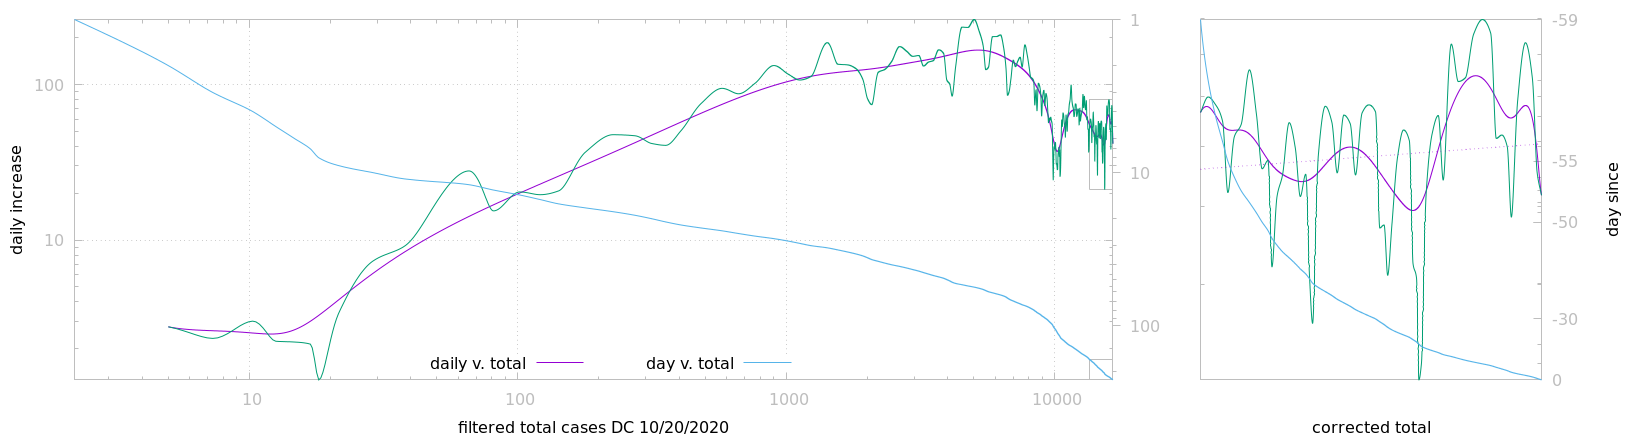 daily increase
100
10
daily v. total
day v. total
10
100
1000
10000
filtered total cases DC 10/20/2020
1
10
100
-59
-55
-50
-30
0
day since
corrected total